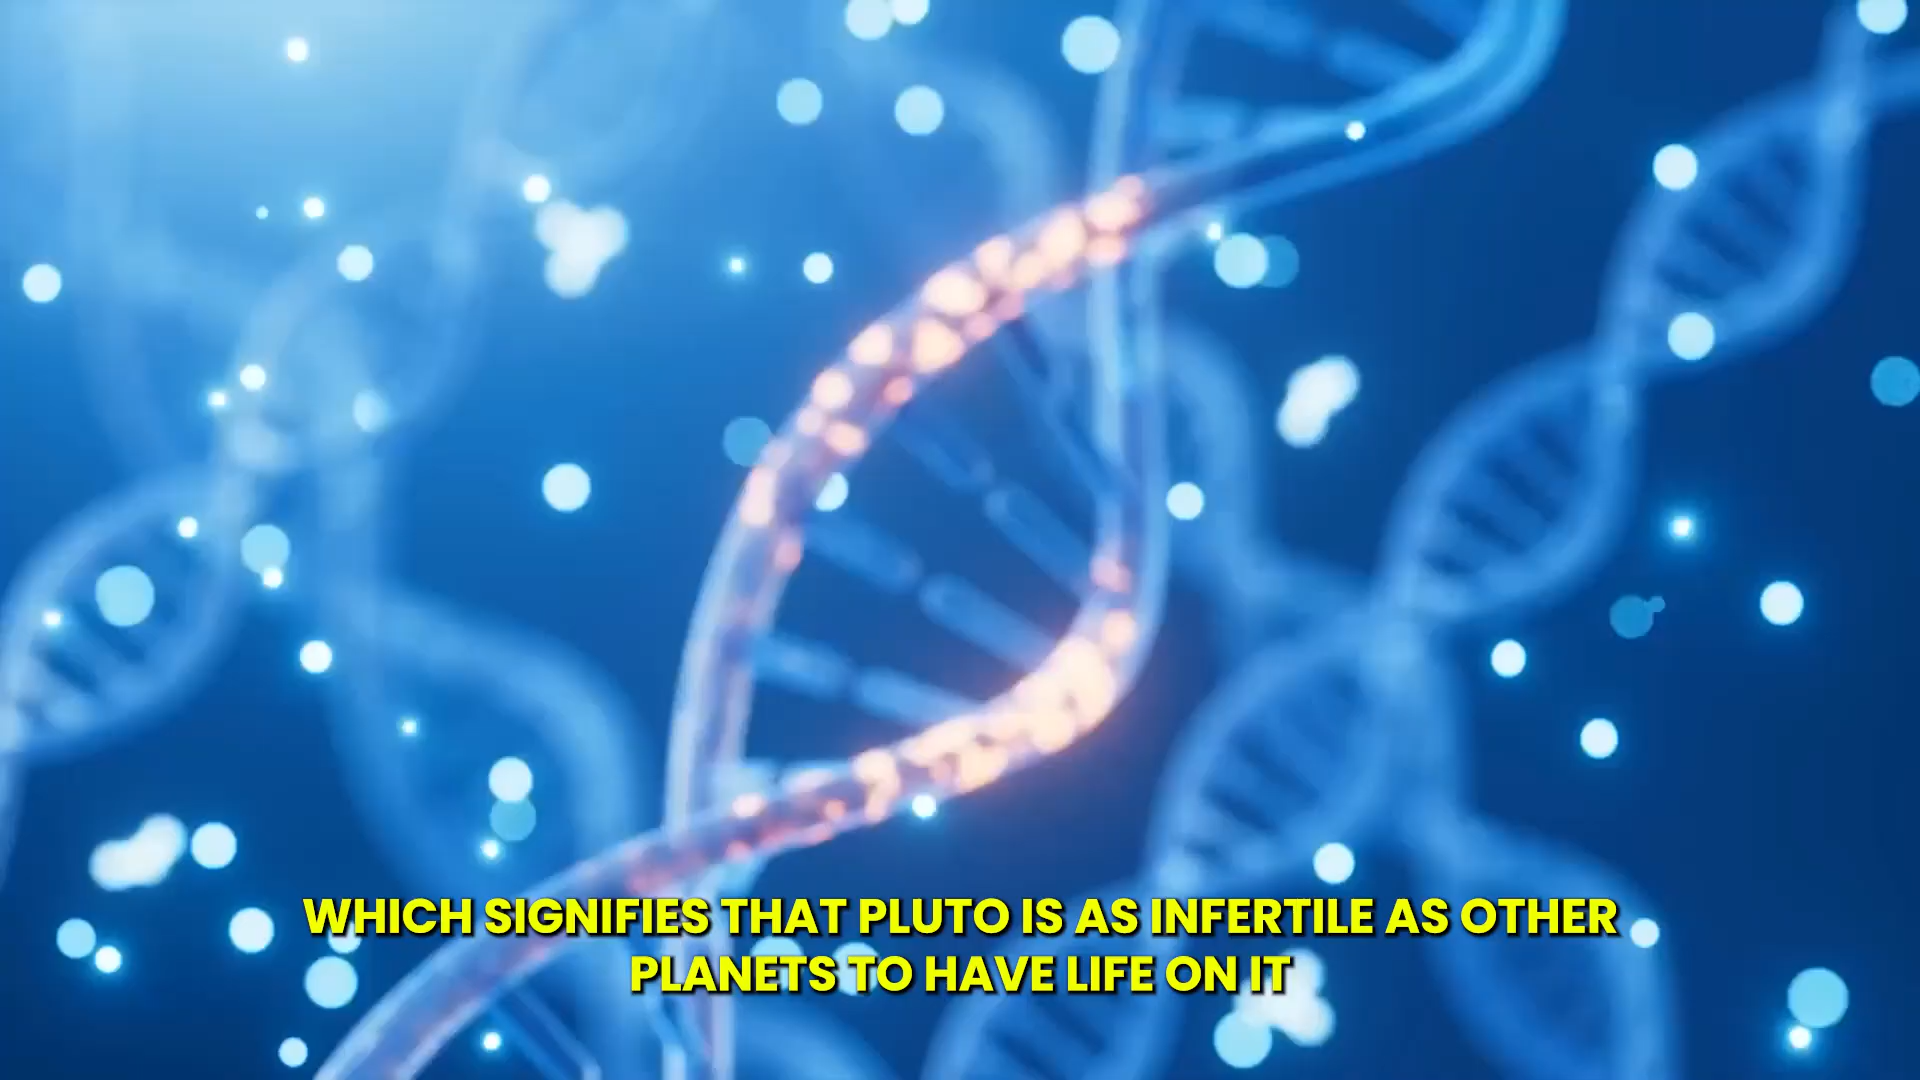 WHICH SIGNIFIES THAT PLUTO IS AS INFERTILE AS OTHER
PLANETS TO HAVE LIFE ON IT